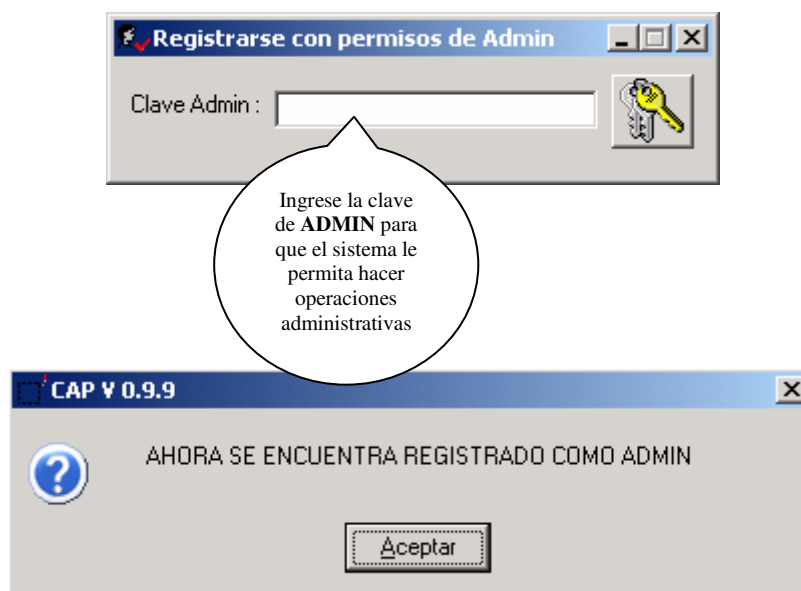 Registrarse con permisos de Admin
Clave Admin :
Ingrese la clave
de ADMIN para
que el sistema le
permita hacer
operaciones
administrativas
CAP V 0.9.9
AHORA SE ENCUENTRA REGISTRADO COMO ADMIN
Aceptar